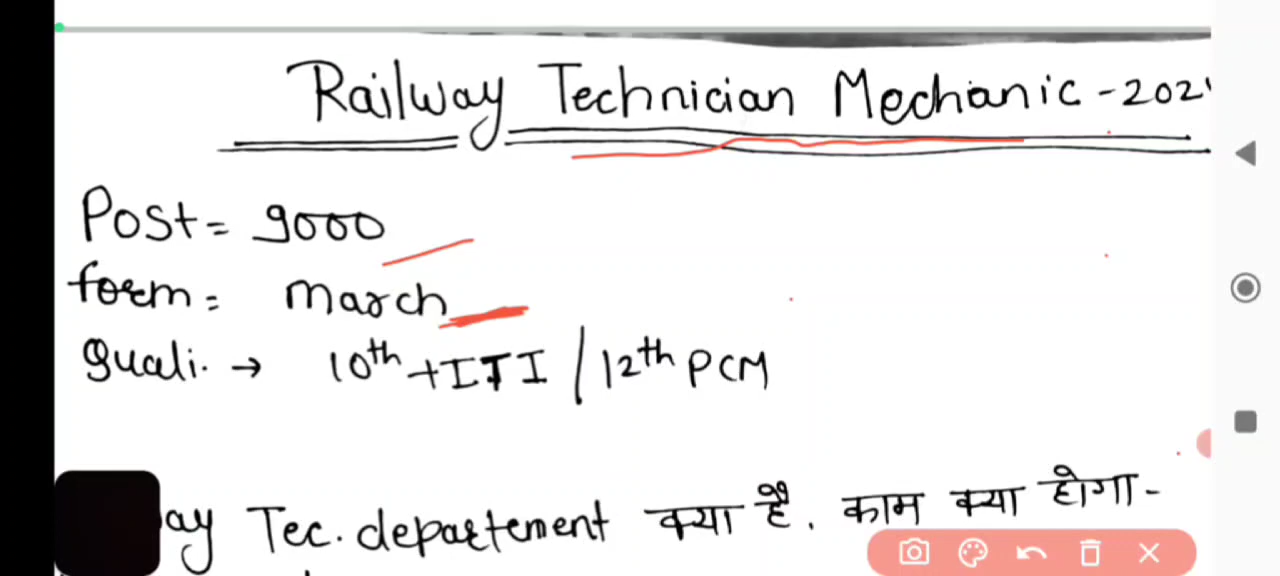 Railway Technician Mechanic - 202
Post = 9000
form = march
Quali. → 10th + ITI / 12th PCM
ay Tec. departement क्या है. काम क्या होगा -